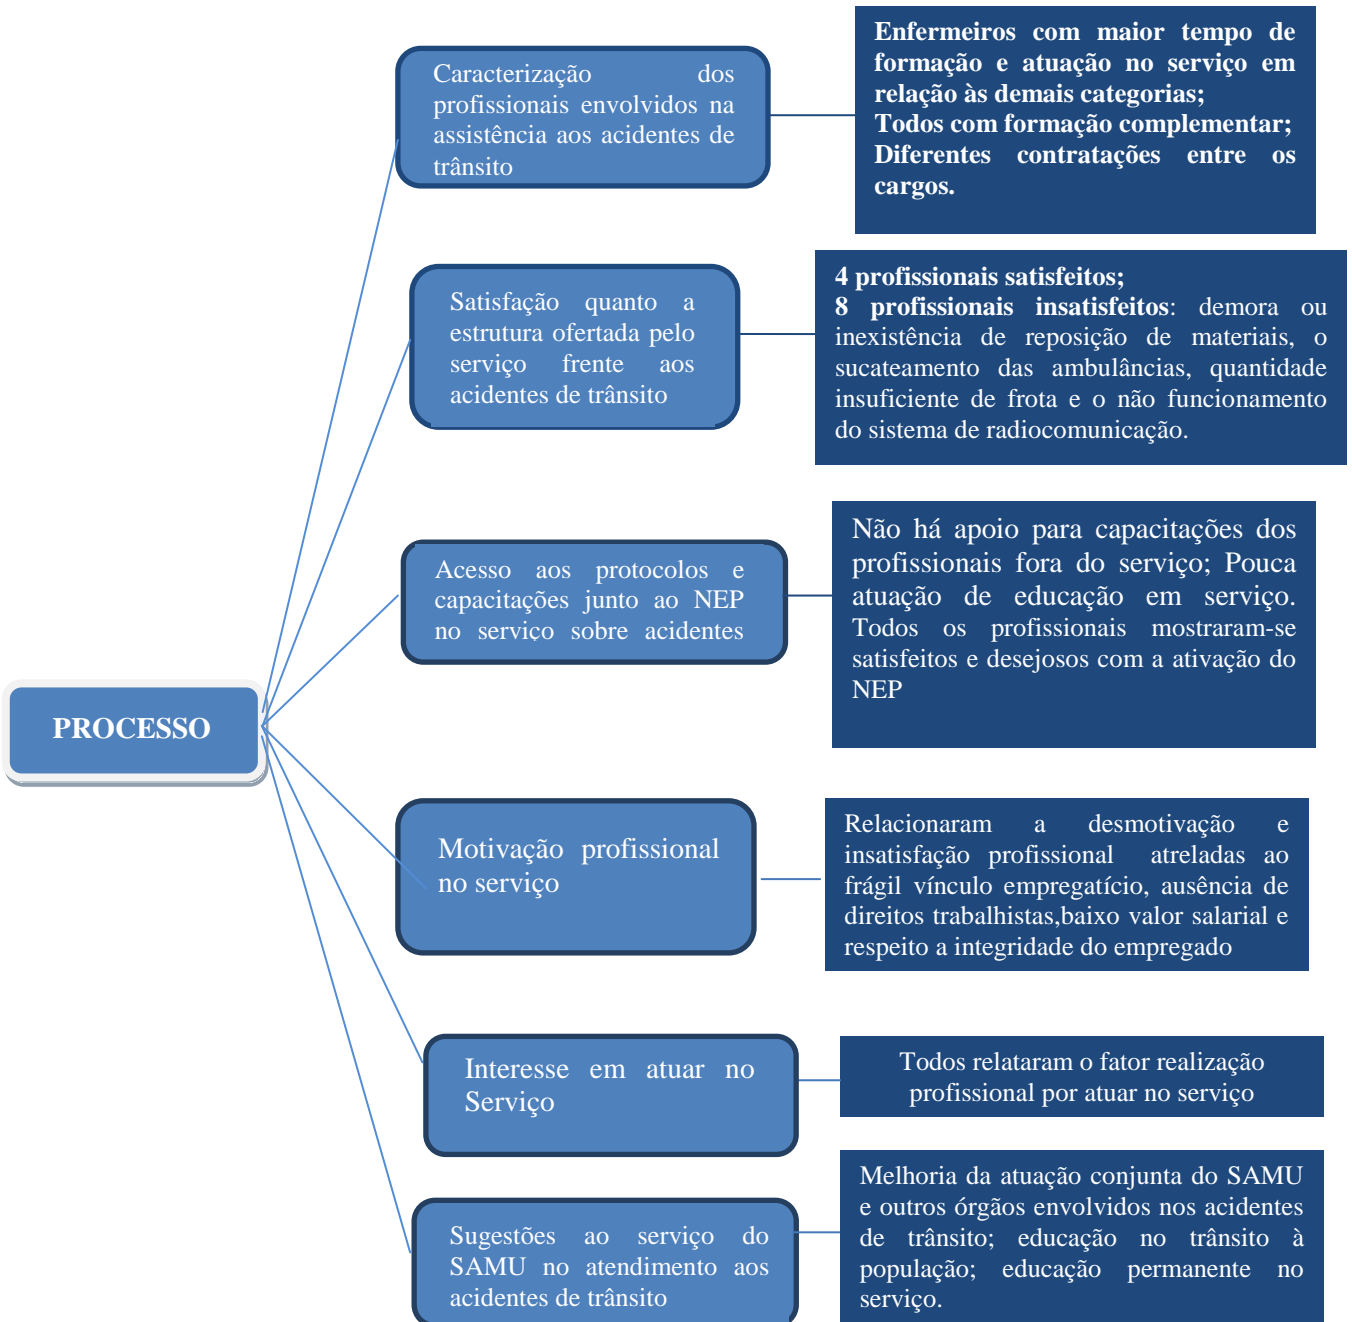 Caracterização dos
profissionais envolvidos na
assistência aos acidentes de
trânsito
Enfermeiros com maior tempo de
formação e atuação no serviço em
relação às demais categorias;
Todos com formação complementar;
Diferentes contratações entre os
cargos.
Satisfação quanto a
estrutura ofertada pelo
serviço frente aos
acidentes de trânsito
4 profissionais satisfeitos;
8 profissionais insatisfeitos: demora ou
inexistência de reposição de materiais, o
sucateamento das ambulâncias, quantidade
insuficiente de frota e o não funcionamento
do sistema de radiocomunicação.
Acesso aos protocolos e
capacitações junto ao NEP
no serviço sobre acidentes
Não há apoio para capacitações dos
profissionais fora do serviço; Pouca
atuação de educação em serviço.
Todos os profissionais mostraram-se
satisfeitos e desejosos com a ativação do
NEP
PROCESSO
Motivação profissional
no serviço
Relacionaram a desmotivação e
insatisfação profissional atreladas ao
frágil vínculo empregatício, ausência de
direitos trabalhistas,baixo valor salarial e
respeito a integridade do empregado
Interesse em atuar no
Serviço
Todos relataram o fator realização
profissional por atuar no serviço
Sugestões ao serviço do
SAMU no atendimento aos
acidentes de trânsito
Melhoria da atuação conjunta do SAMU
e outros órgãos envolvidos nos acidentes
de trânsito; educação no trânsito à
população; educação permanente no
serviço.